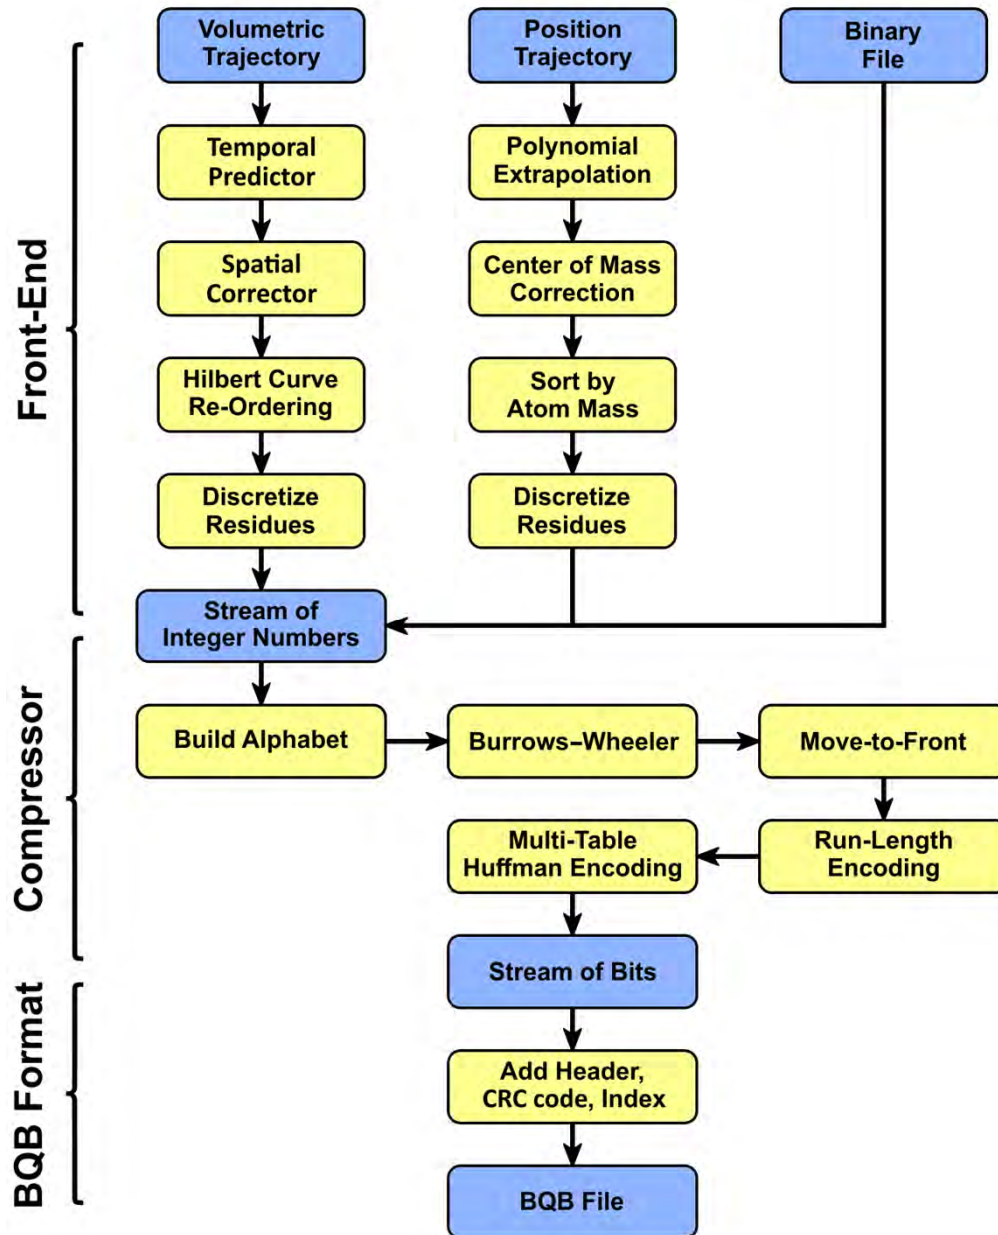 Volumetric
Trajectory
Position
Trajectory
Binary
File
Front-End
Temporal
Predictor
Polynomial
Extrapolation
Spatial
Corrector
Center of Mass
Correction
Hilbert Curve
Re-Ordering
Sort by
Atom Mass
Discretize
Residues
Discretize
Residues
Stream of
Integer Numbers
Compressor
Build Alphabet
Burrows–Wheeler
Move-to-Front
Multi-Table
Huffman Encoding
Run-Length
Encoding
Stream of Bits
BQB Format
Add Header,
CRC code, Index
BQB File